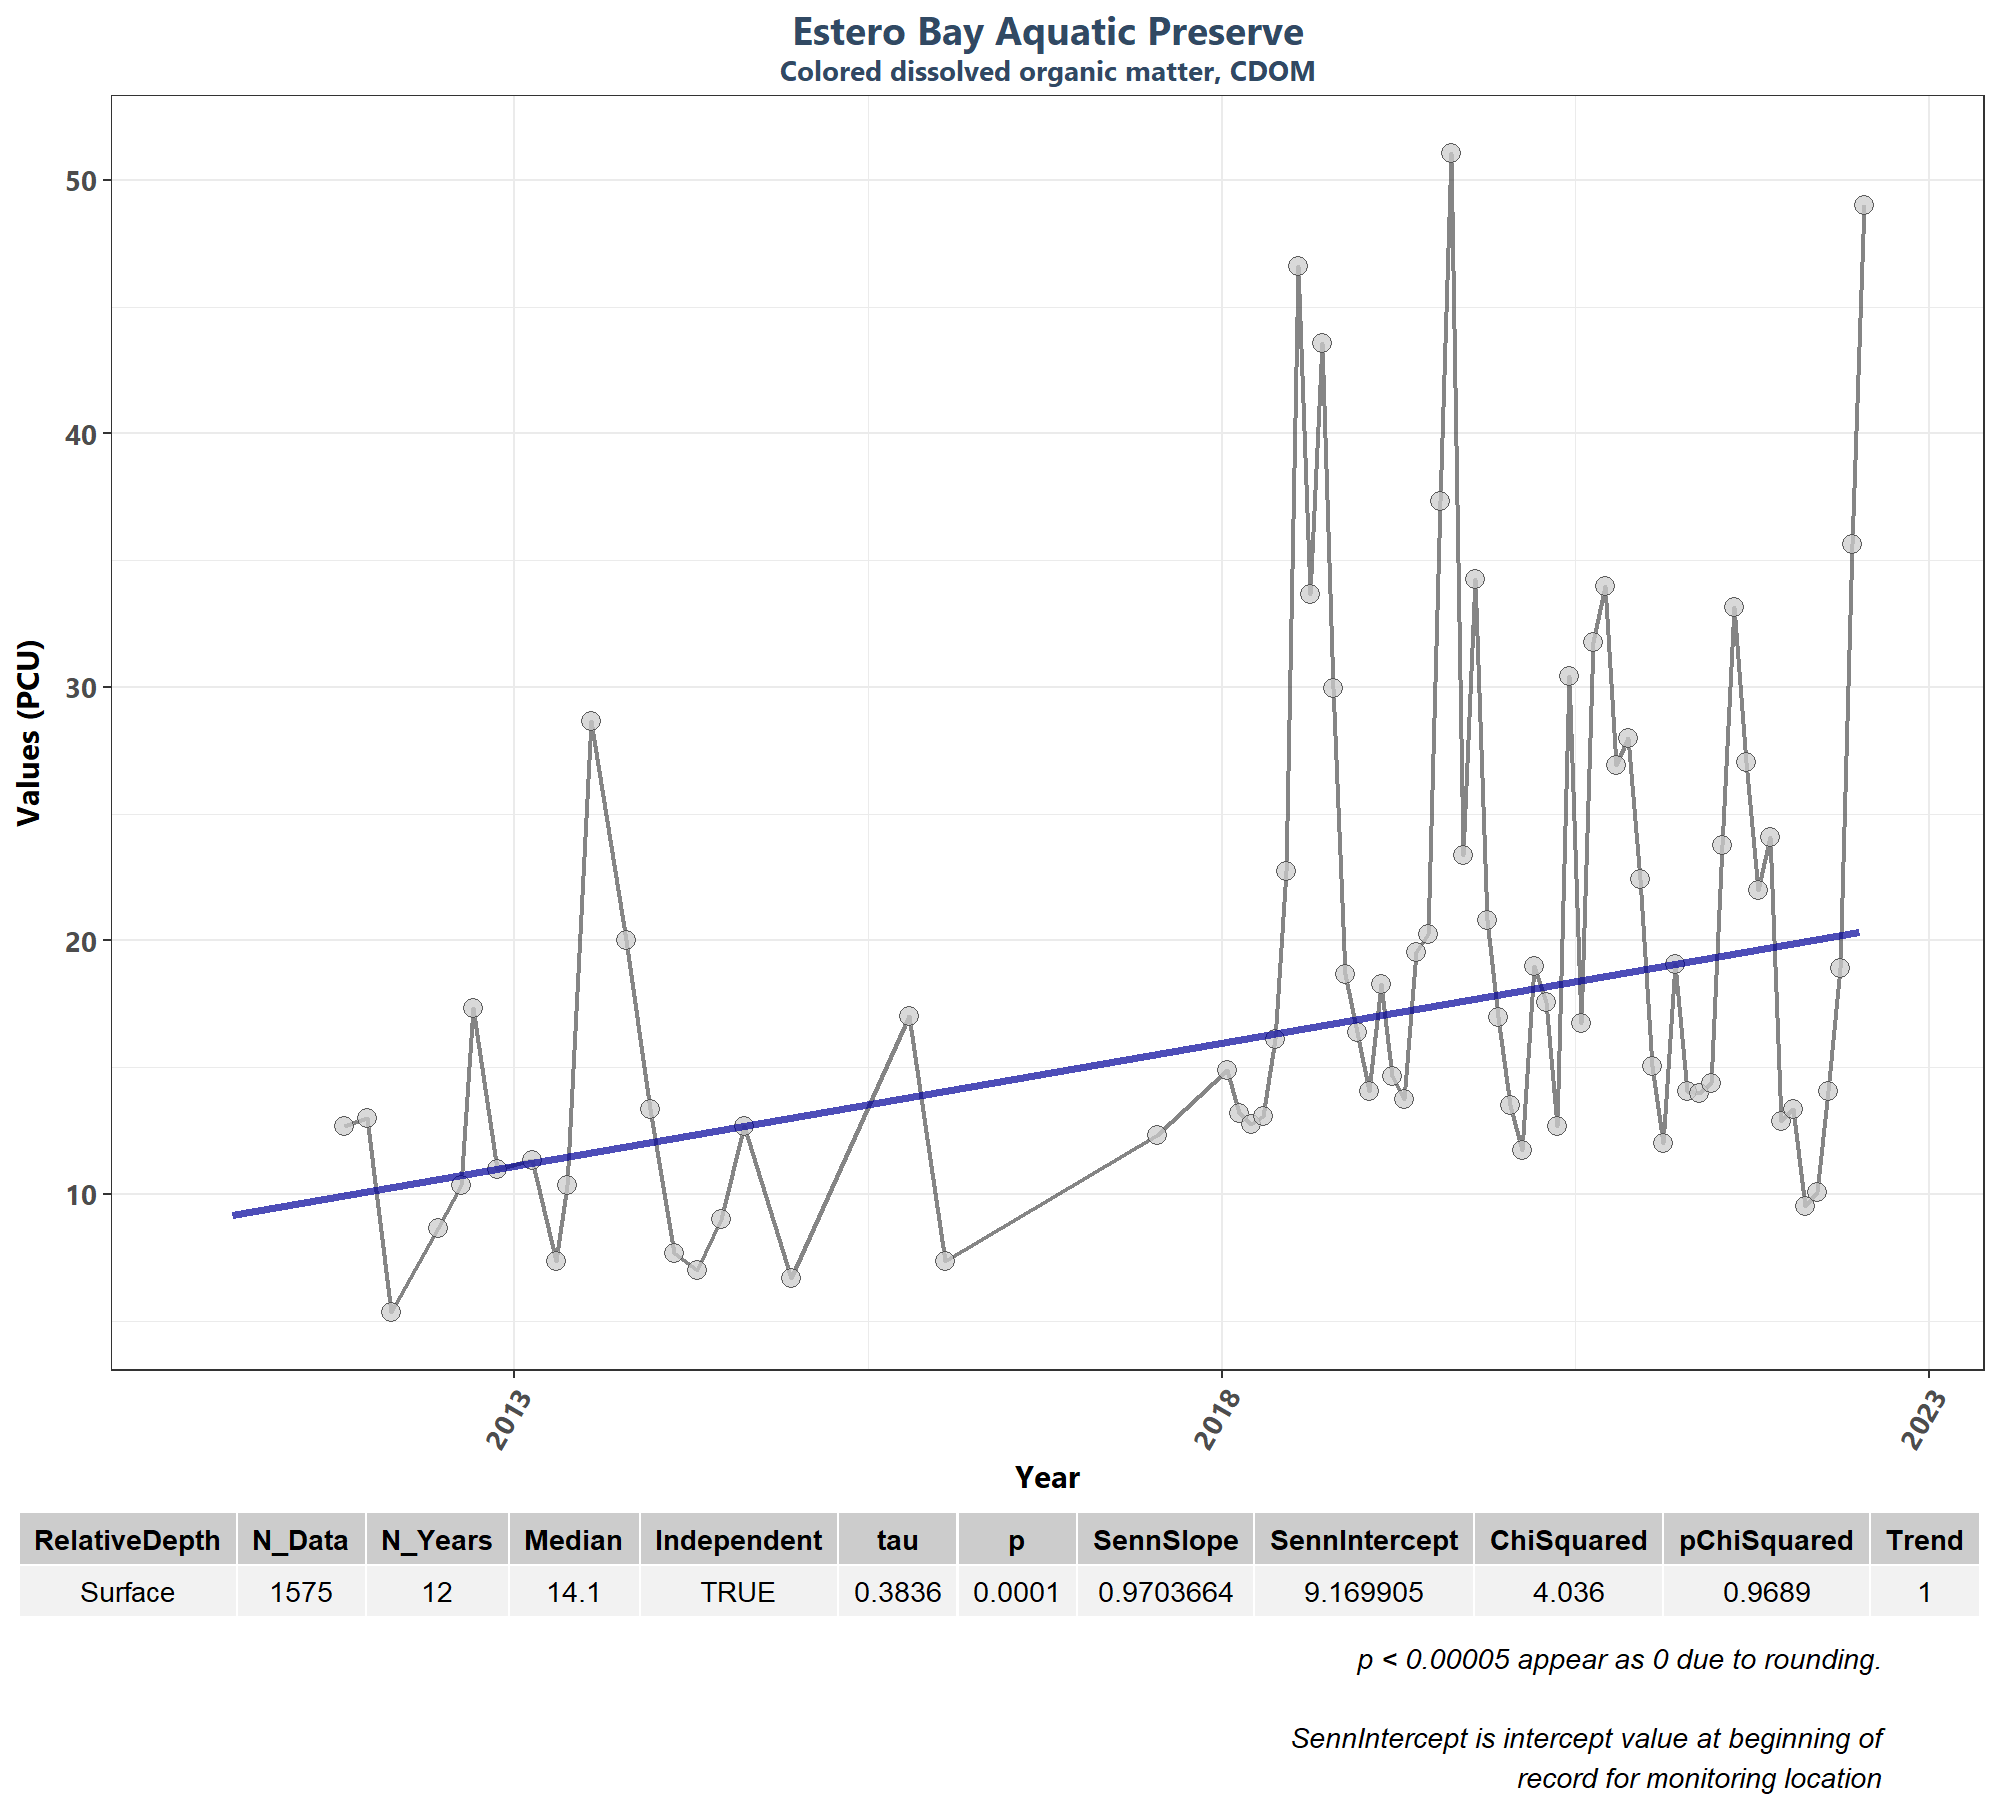 Estero Bay Aquatic Preserve
Colored dissolved organic matter, CDOM
Values (PCU)
50
40
30
20
10
2013
2018
2023
Year
RelativeDepth N_Data N_Years Median Independent tau p SennSlope SennIntercept ChiSquared pChiSquared Trend
Surface 1575 12 14.1 TRUE 0.3836 0.0001 0.9703664 9.169905 4.036 0.9689 1
p < 0.00005 appear as 0 due to rounding.
SennIntercept is intercept value at beginning of
record for monitoring location